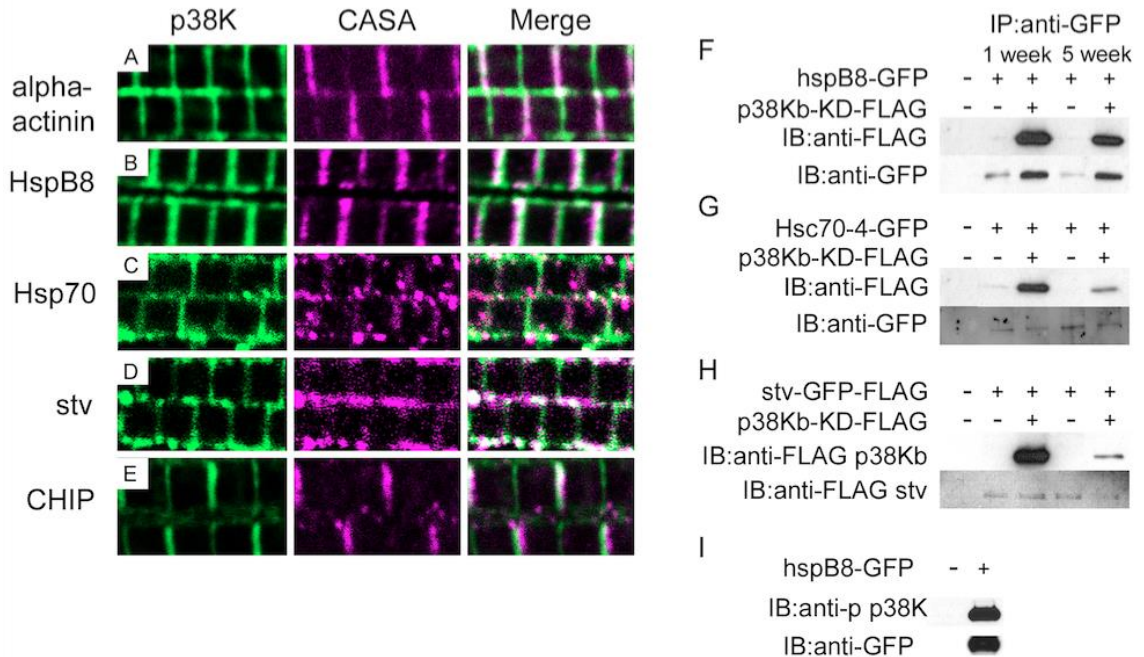 p38K CASA Merge
A
alpha-
actinin
B
HspB8
C
Hsp70
D
stv
E
CHIP
IP:anti-GFP
F 1 week 5 week
hspB8-GFP - + + + +
p38Kb-KD-FLAG - - + - +
IB:anti-FLAG
IB:anti-GFP
G
Hsc70-4-GFP - + + + +
p38Kb-KD-FLAG - - + - +
IB:anti-FLAG
IB:anti-GFP
H
stv-GFP-FLAG - + + + +
p38Kb-KD-FLAG - - + - +
IB:anti-FLAG p38Kb
IB:anti-FLAG stv
I
hspB8-GFP - +
IB:anti-p p38K
IB:anti-GFP